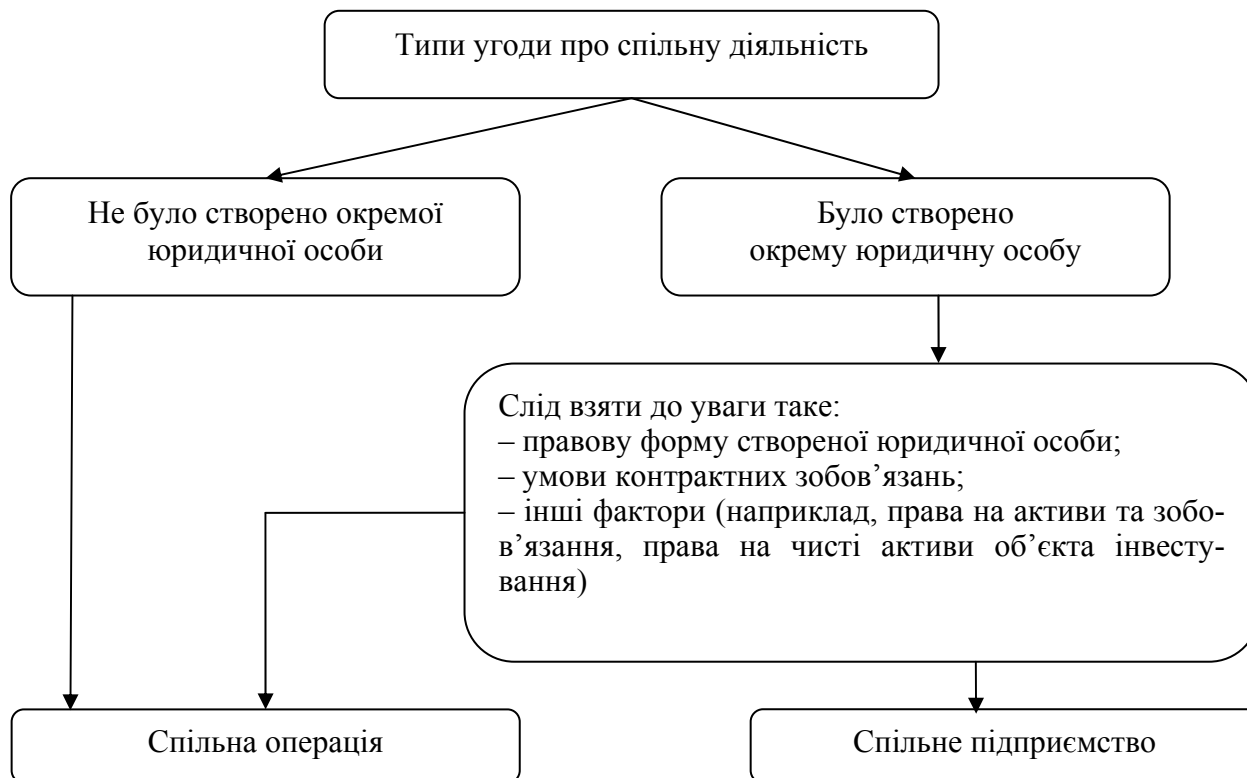 Типи угоди про спільну діяльність
Не було створено окремої
юридичної особи
Було створено
окрему юридичну особу
Слід взяти до уваги таке:
– правову форму створеної юридичної особи;
– умови контрактних зобов’язань;
– інші фактори (наприклад, права на активи та зобо-
в’язання, права на чисті активи об’єкта інвесту-
вання)
Спільна операція
Спільне підприємство